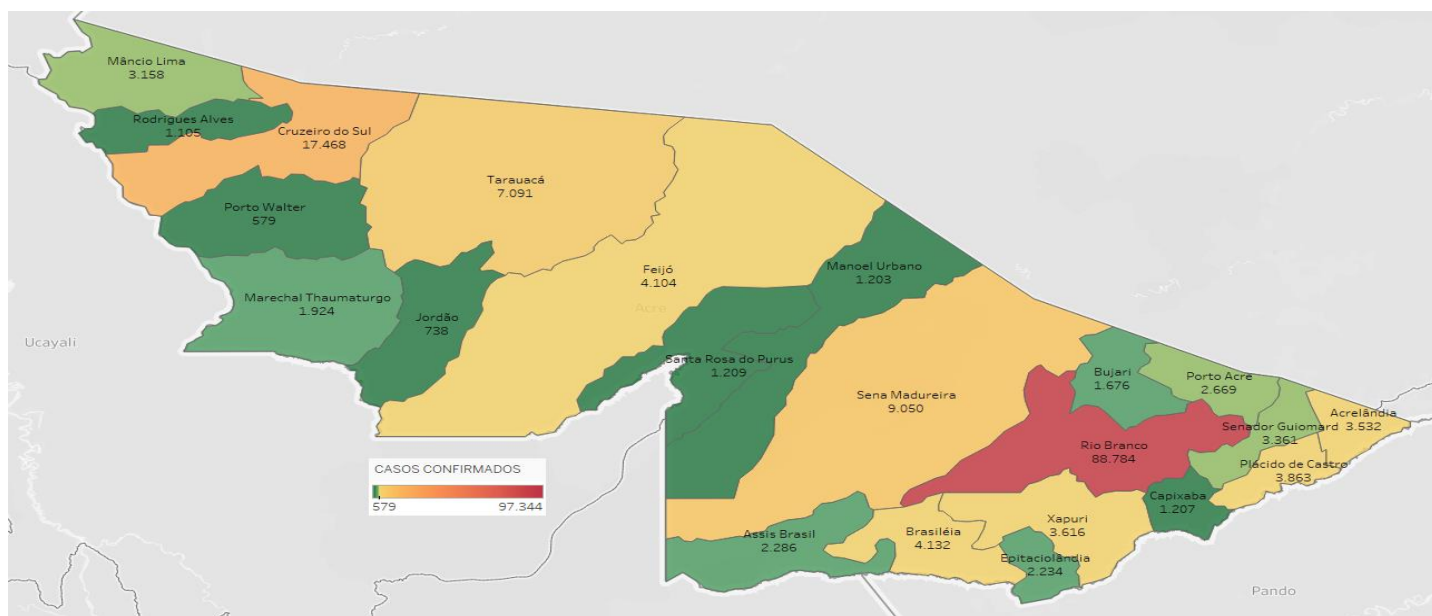 Mâncio Lima
3.158
Rodrigues Alves
1.105
Cruzeiro do Sul
17.468
Tarauacá
7.091
Porto Walter
579
Feijó
4.104
Acre
Manoel Urbano
1.203
Marechal Thaumaturgo
1.924
Jordão
738
Ucayali
Santa Rosa do Purus
1.209
Sena Madureira
9.050
Bujari
1.676
Porto Acre
2.669
Acrelândia
3.532
Senador Guiomard
3.361
Rio Branco
88.784
Plácido de Castro
3.863
CASOS CONFIRMADOS
579 97.344
Capixaba
1.207
Xapuri
3.616
Brasiléia
4.132
Assis Brasil
2.286
Epitaciolândia
2.234
Pando